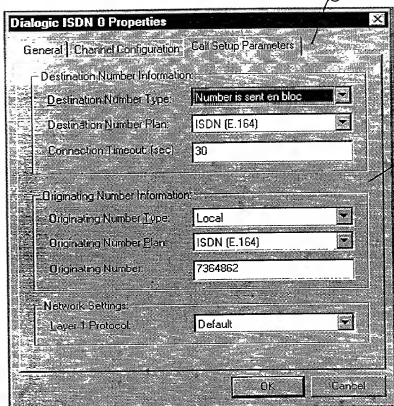 Dialogic ISDN 0 Properties
General Channel Configuration Call Setup Parameters
Destination Number Information:
Destination Number Type: Number is sent en bloc
Destination Number Plan: ISDN (E.164)
Connection Timeout (sec) 30
Originating Number Information:
Originating Number Type: Local
Originating Number Plan: ISDN (E.164)
Originating Number: 7364862
Network Settings:
Layer 1 Protocol: Default
OK Cancel